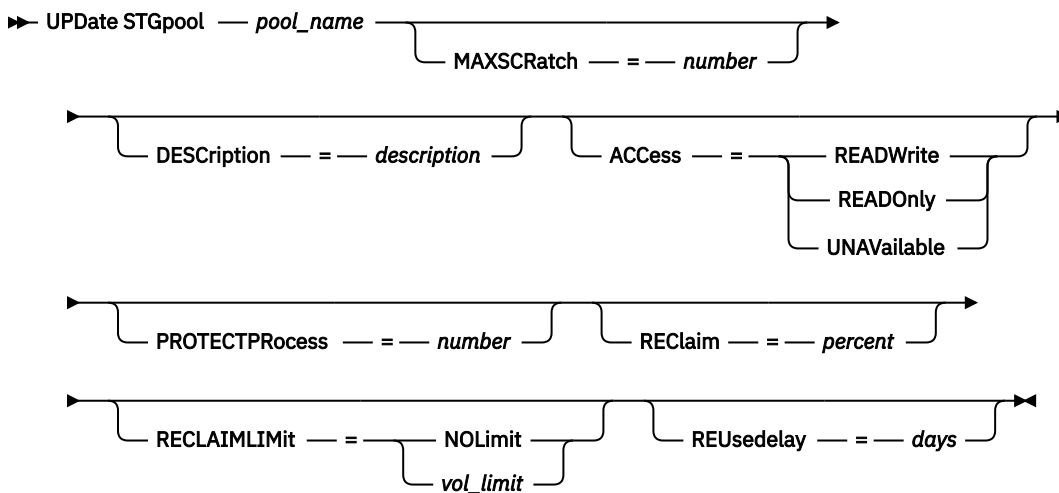 UPDate STGpool pool_name
MAXSCRatch = number
DESCription = description ACCess = READWrite
READOnly
UNAVailable
PROTECTPRocess = number REClaim = percent
RECLAIMLIMit = NOLimit REUsedelay = days
vol_limit